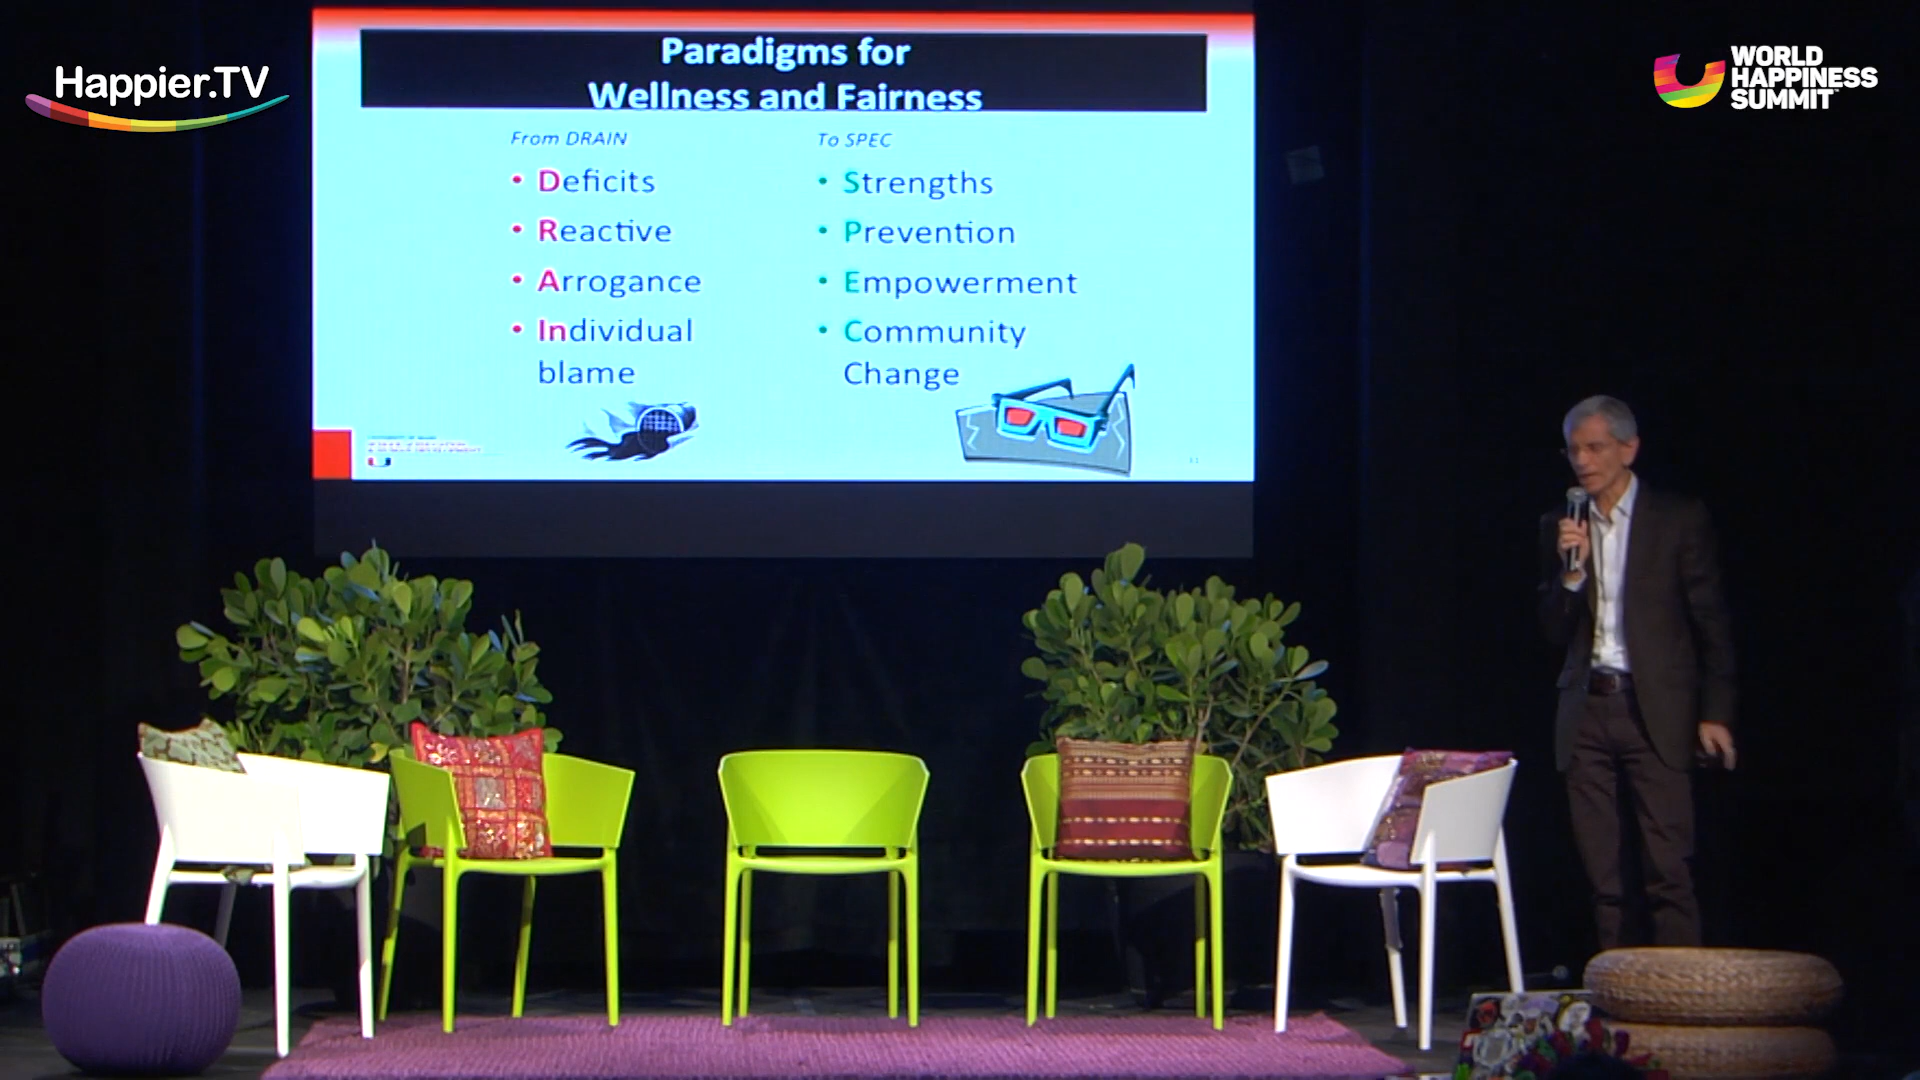 Happier.TV
WORLD
HAPPINESS
SUMMIT
Paradigms for
Wellness and Fairness
From DRAIN
• Deficits
• Reactive
• Arrogance
• Individual
blame
To SPEC
• Strengths
• Prevention
• Empowerment
• Community
Change